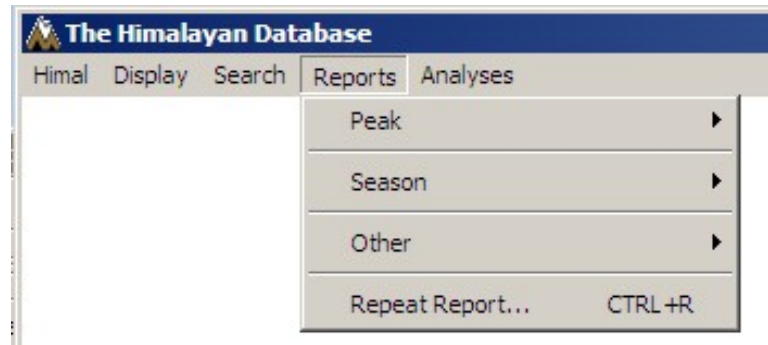 The Himalayan Database
Himal Display Search Reports Analyses
Peak
Season
Other
Repeat Report... CTRL+R